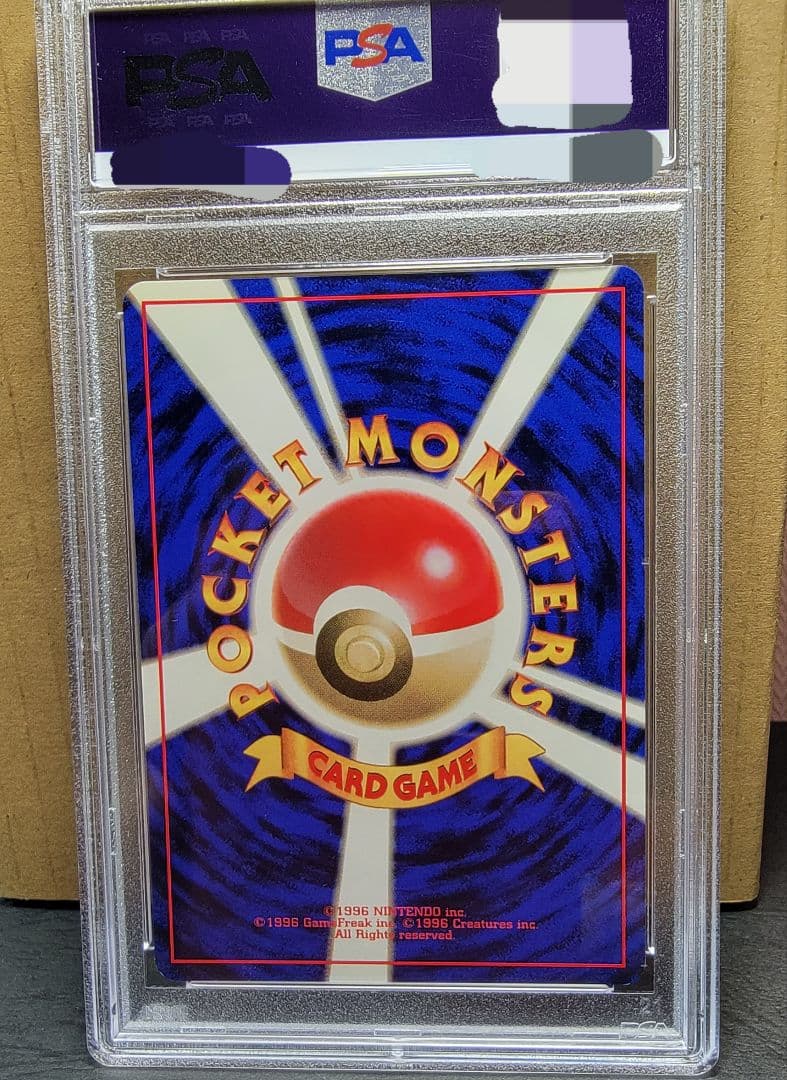 PSA PSA PSA
PSA
PSA PSA PSA
PSA
POCKET MONSTERS
CARD GAME
©1996 NINTENDO inc.
©1996 GameFreak inc. ©1996 Creatures inc.
All Rights reserved.
PSA